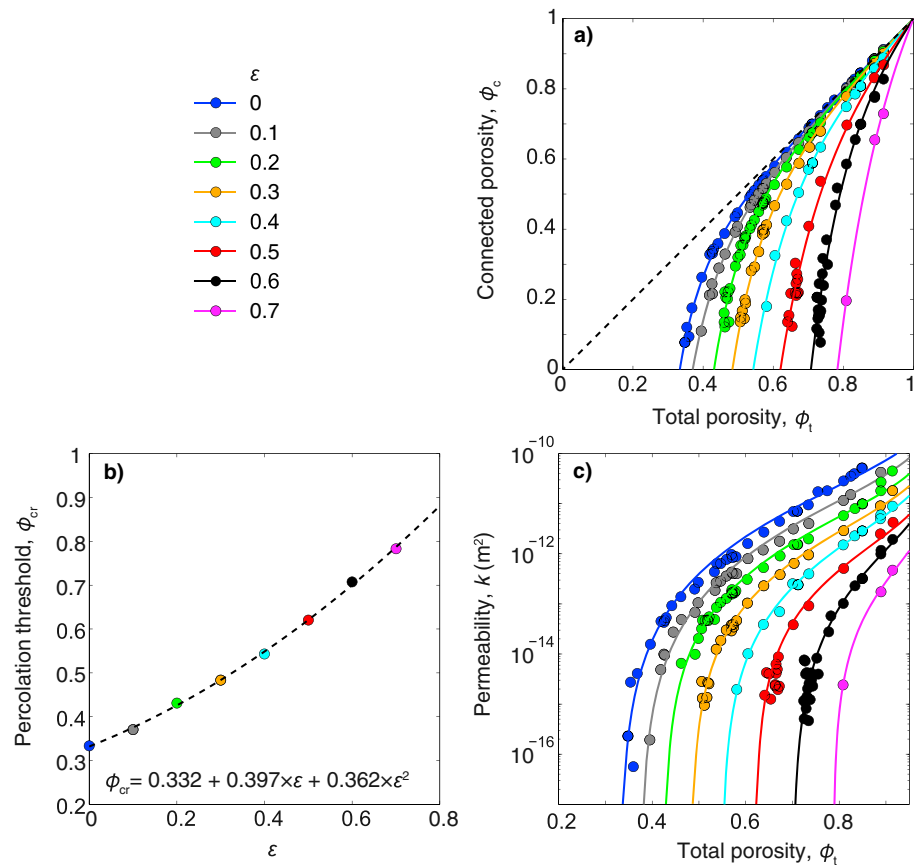 ε
0
0.1
0.2
0.3
0.4
0.5
0.6
0.7
a)
Connected porosity, ϕc
1
0.8
0.6
0.4
0.2
0
0 0.2 0.4 0.6 0.8 1
Total porosity, ϕt
b)
Percolation threshold, ϕcr
1
0.9
0.8
0.7
0.6
0.5
0.4
0.3
0.2
ϕcr = 0.332 + 0.397×ε + 0.362×ε²
0 0.2 0.4 0.6 0.8
ε
c)
Permeability, k (m²)
10⁻¹⁰
10⁻¹²
10⁻¹⁴
10⁻¹⁶
0.2 0.4 0.6 0.8
Total porosity, ϕt